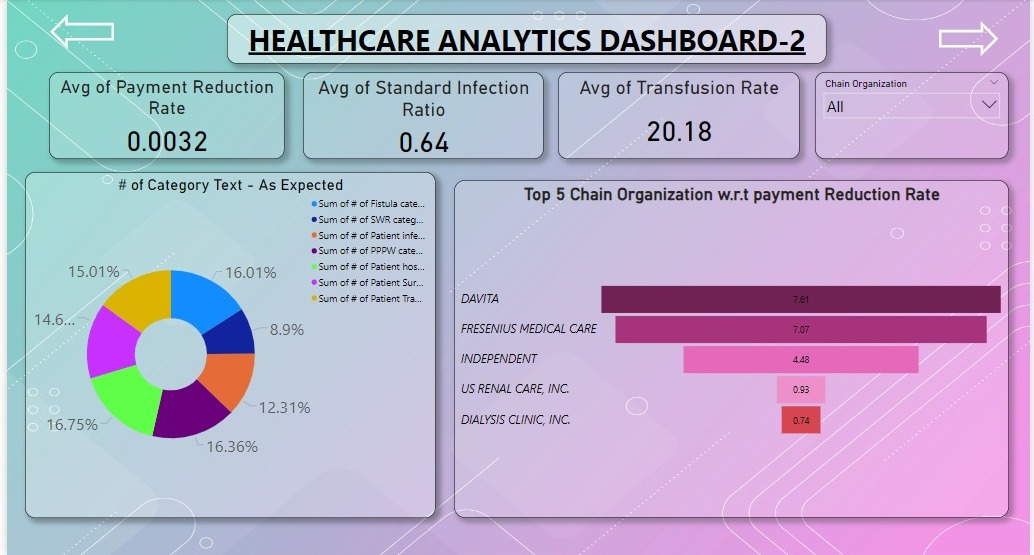 HEALTHCARE ANALYTICS DASHBOARD-2
Avg of Payment Reduction
Rate
0.0032
Avg of Standard Infection
Ratio
0.64
Avg of Transfusion Rate
20.18
Chain Organization
All
# of Category Text - As Expected
Sum of # of Fistula cate...
Sum of # of SWR categ...
Sum of # of Patient infe...
Sum of # of PPPW cate...
Sum of # of Patient hos...
Sum of # of Patient Sur...
Sum of # of Patient Tra...
15.01%
16.01%
14.6...
8.9%
12.31%
16.75%
16.36%
Top 5 Chain Organization w.r.t payment Reduction Rate
DAVITA 7.61
FRESENIUS MEDICAL CARE 7.07
INDEPENDENT 4.48
US RENAL CARE, INC. 0.93
DIALYSIS CLINIC, INC. 0.74